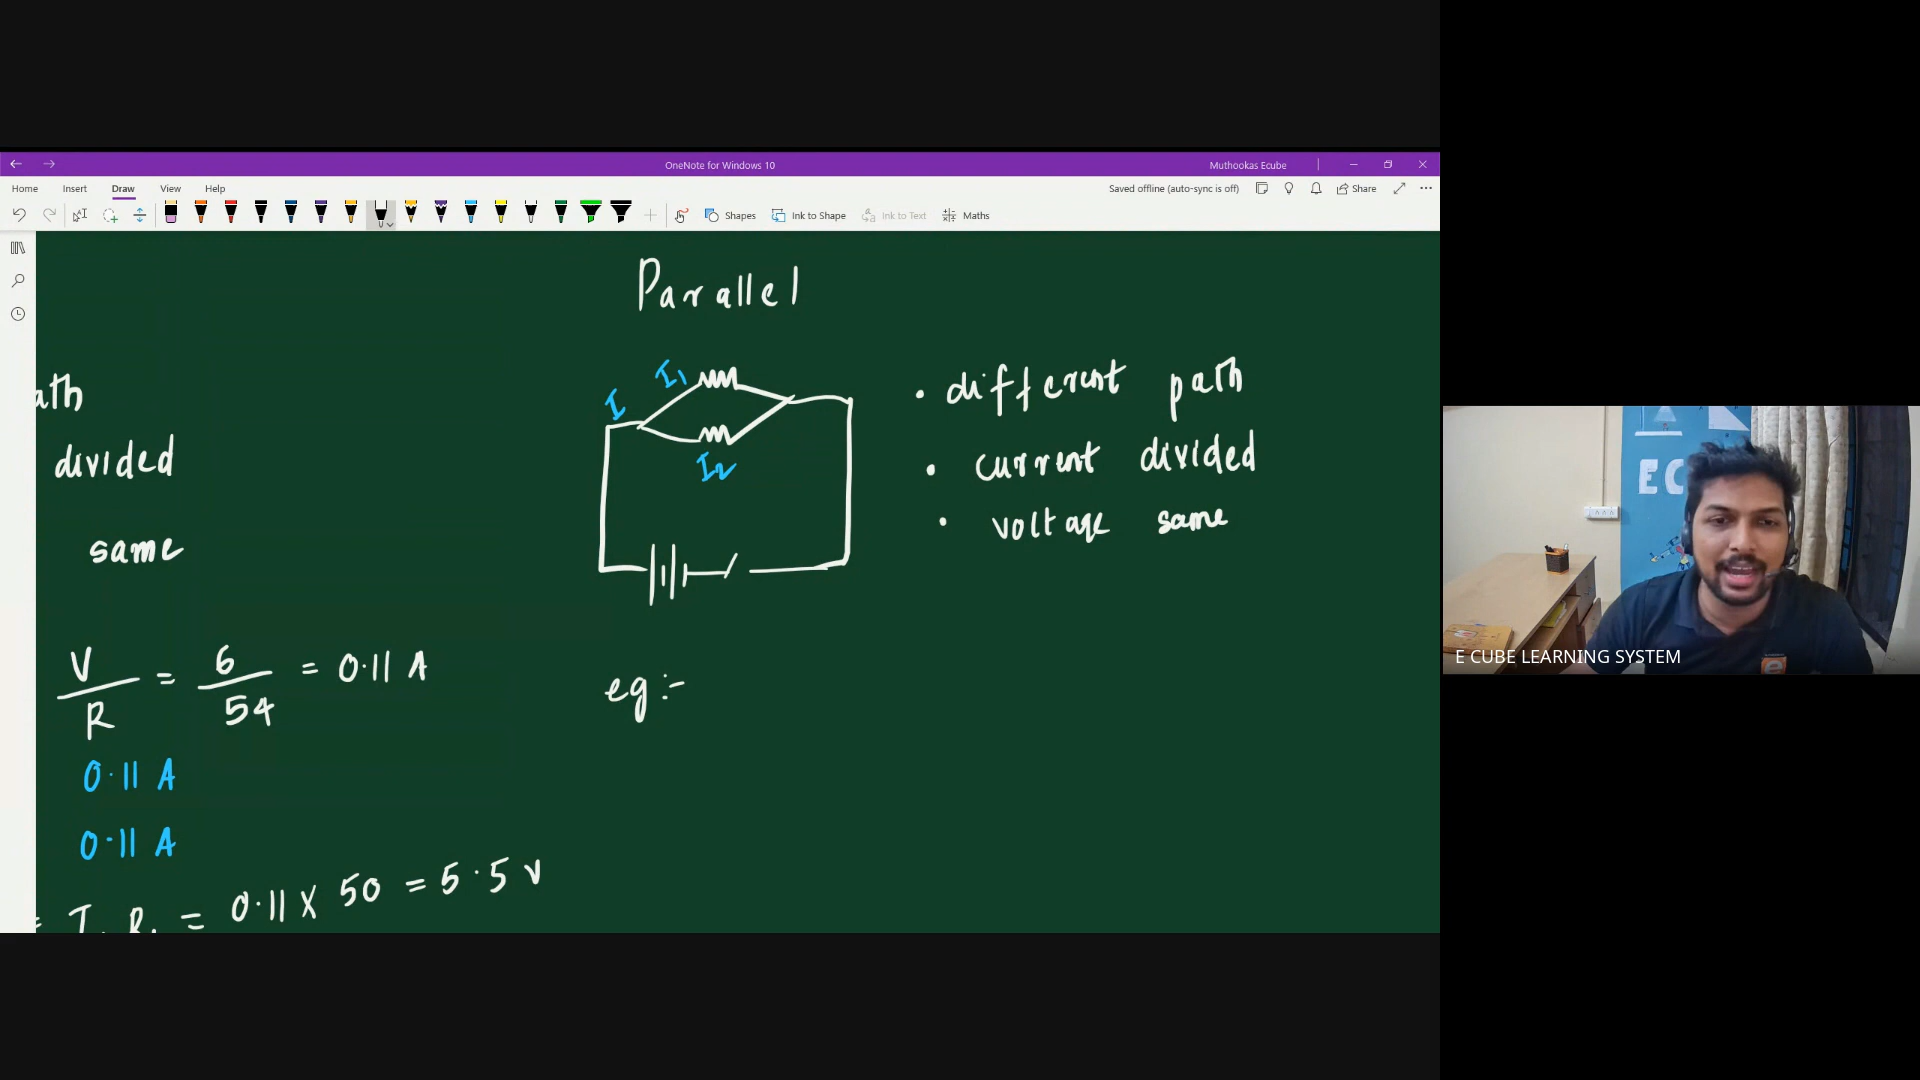 OneNote for Windows 10
Muthookas Ecube
Home Insert Draw View Help
Saved offline (auto-sync is off)
Share
Shapes
Ink to Shape
Ink to Text
Maths
Parallel
ath
divided
same
V/R = 6/54 = 0.11 A
0.11 A
0.11 A
= 0.11 X 50 = 5.5 V
I
I1
I2
• different path
• current divided
• voltage same
eg :-
EC
E CUBE LEARNING SYSTEM